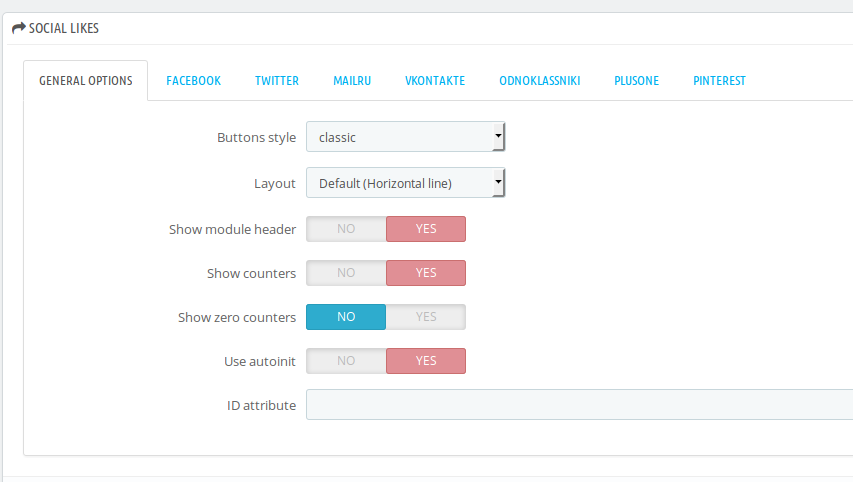 SOCIAL LIKES
GENERAL OPTIONS FACEBOOK TWITTER MAILRU VKONTAKTE ODNOKLASSNIKI PLUSONE PINTEREST
Buttons style classic
Layout Default (Horizontal line)
Show module header NO YES
Show counters NO YES
Show zero counters NO YES
Use autoinit NO YES
ID attribute